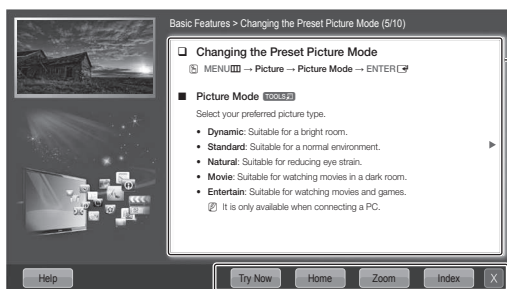 Basic Features > Changing the Preset Picture Mode (5/10)
❑ Changing the Preset Picture Mode
MENU → Picture → Picture Mode → ENTER
■ Picture Mode TOOLS
Select your preferred picture type.
• Dynamic: Suitable for a bright room.
• Standard: Suitable for a normal environment.
• Natural: Suitable for reducing eye strain.
• Movie: Suitable for watching movies in a dark room.
• Entertain: Suitable for watching movies and games.
It is only available when connecting a PC.
Help Try Now Home Zoom Index X